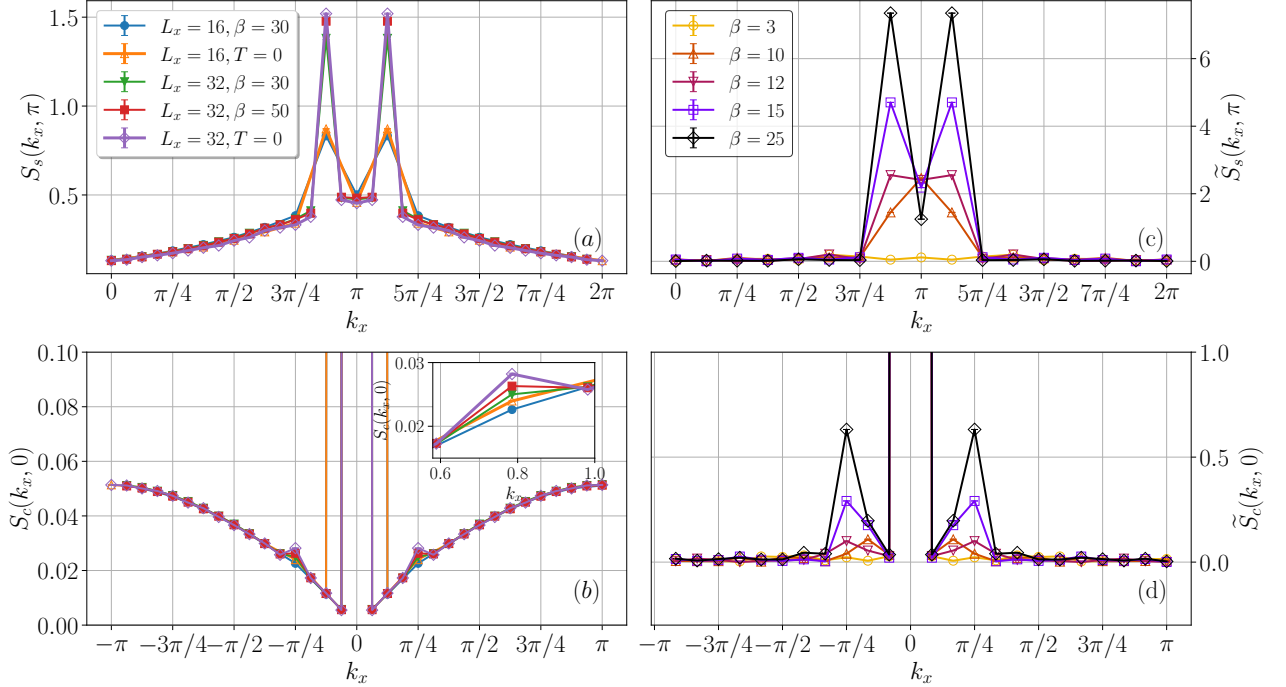 1.5
1.0
0.5
S_s(k_x, π)
L_x = 16, β = 30
L_x = 16, T = 0
L_x = 32, β = 30
L_x = 32, β = 50
L_x = 32, T = 0
(a)
0 π/4 π/2 3π/4 π 5π/4 3π/2 7π/4 2π
k_x
β = 3
β = 10
β = 12
β = 15
β = 25
6
4
2
0
S̃_s(k_x, π)
(c)
0 π/4 π/2 3π/4 π 5π/4 3π/2 7π/4 2π
k_x
0.10
0.08
0.06
0.04
0.02
0.00
S_c(k_x, 0)
0.03
0.02
S_c(k_x, 0)
0.6 0.8 1.0
k_x
(b)
−π −3π/4 −π/2 −π/4 0 π/4 π/2 3π/4 π
k_x
1.0
0.5
0.0
S̃_c(k_x, 0)
(d)
−π −3π/4 −π/2 −π/4 0 π/4 π/2 3π/4 π
k_x